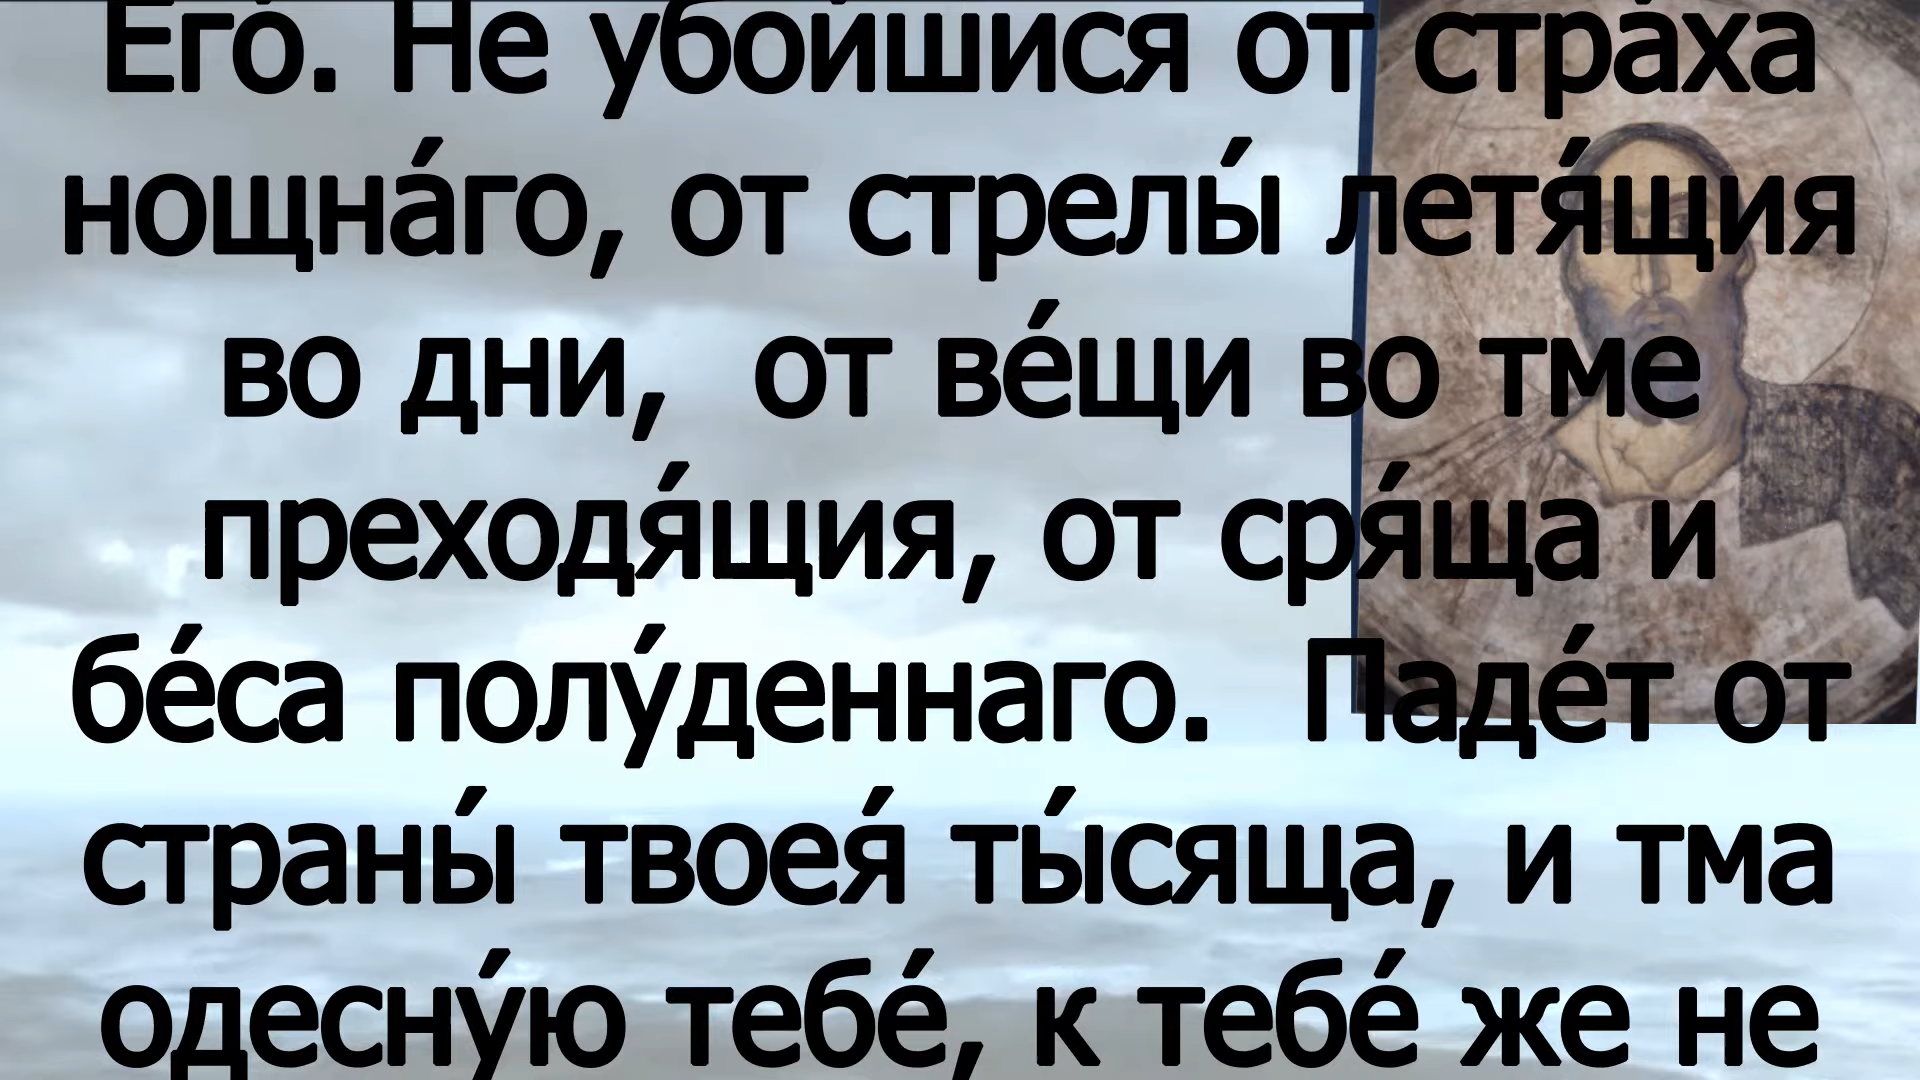 Его́. Не убои́шися от стра́ха
нощна́го, от стрелы́ летя́щия
во дни, от ве́щи во тме
преходя́щия, от сря́ща и
бе́са полу́деннаго. Паде́т от
страны́ твоея́ ты́сяща, и тма
одесну́ю тебе́, к тебе́ же не